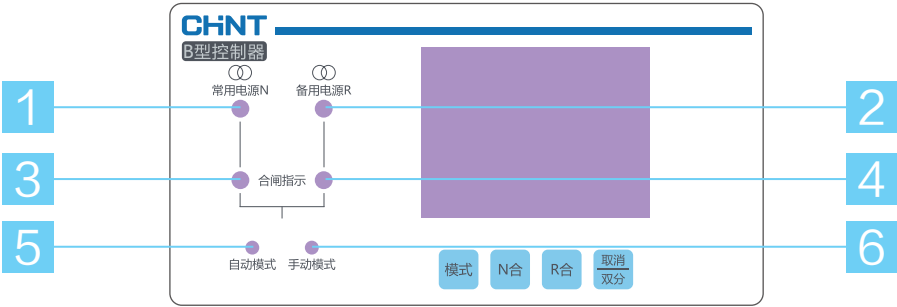 CHINT
B型控制器
常用电源N 备用电源R
1 2
3 合闸指示 4
5 6
自动模式 手动模式
模式 N合 R合 取消
双分